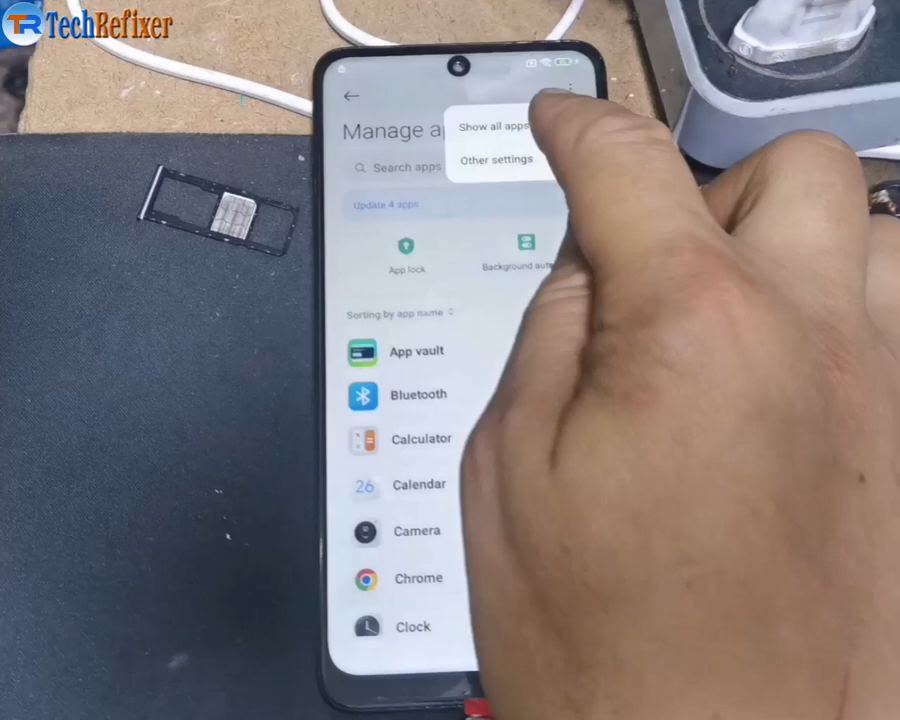 TR TechRefixer
Show all apps
Manage
Other settings
Search apps
Update 4 apps
App lock
Background
Sorting by app name
App vault
Bluetooth
Calculator
26
Calendar
Camera
Chrome
Clock